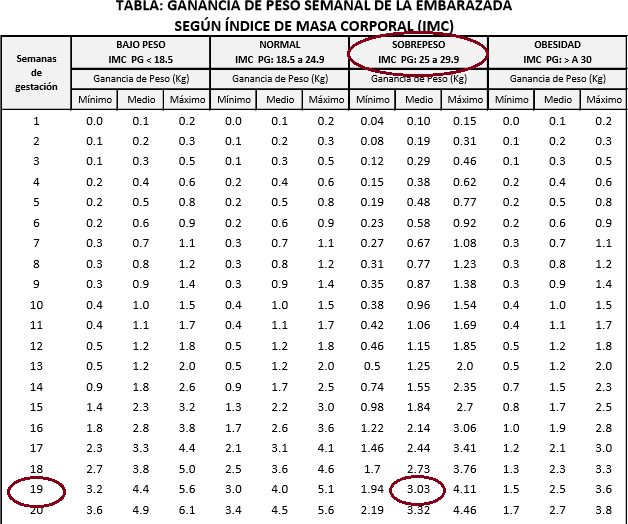 TABLA: GANANCIA DE PESO SEMANAL DE LA EMBARAZADA
SEGÚN ÍNDICE DE MASA CORPORAL (IMC)
Semanas de gestación BAJO PESO NORMAL SOBREPESO OBESIDAD
IMC PG < 18.5 IMC PG: 18.5 a 24.9 IMC PG: 25 a 29.9 IMC PG: > A 30
Ganancia de Peso (Kg) Ganancia de Peso (Kg) Ganancia de Peso (Kg) Ganancia de Peso (Kg)
Mínimo Medio Máximo Mínimo Medio Máximo Mínimo Medio Máximo Mínimo Medio Máximo
1 0.0 0.1 0.2 0.0 0.1 0.2 0.04 0.10 0.15 0.0 0.1 0.2
2 0.1 0.2 0.3 0.1 0.2 0.3 0.08 0.19 0.31 0.1 0.2 0.3
3 0.1 0.3 0.5 0.1 0.3 0.5 0.12 0.29 0.46 0.1 0.3 0.5
4 0.2 0.4 0.6 0.2 0.4 0.6 0.15 0.38 0.62 0.2 0.4 0.6
5 0.2 0.5 0.8 0.2 0.5 0.8 0.19 0.48 0.77 0.2 0.5 0.8
6 0.2 0.6 0.9 0.2 0.6 0.9 0.23 0.58 0.92 0.2 0.6 0.9
7 0.3 0.7 1.1 0.3 0.7 1.1 0.27 0.67 1.08 0.3 0.7 1.1
8 0.3 0.8 1.2 0.3 0.8 1.2 0.31 0.77 1.23 0.3 0.8 1.2
9 0.3 0.9 1.4 0.3 0.9 1.4 0.35 0.87 1.38 0.3 0.9 1.4
10 0.4 1.0 1.5 0.4 1.0 1.5 0.38 0.96 1.54 0.4 1.0 1.5
11 0.4 1.1 1.7 0.4 1.1 1.7 0.42 1.06 1.69 0.4 1.1 1.7
12 0.5 1.2 1.8 0.5 1.2 1.8 0.46 1.15 1.85 0.5 1.2 1.8
13 0.5 1.2 2.0 0.5 1.2 2.0 0.5 1.25 2.0 0.5 1.2 2.0
14 0.9 1.8 2.6 0.9 1.7 2.5 0.74 1.55 2.35 0.7 1.5 2.3
15 1.4 2.3 3.2 1.3 2.2 3.0 0.98 1.84 2.7 0.8 1.7 2.5
16 1.8 2.8 3.8 1.7 2.6 3.6 1.22 2.14 3.06 1.0 1.9 2.8
17 2.3 3.3 4.4 2.1 3.1 4.1 1.46 2.44 3.41 1.2 2.1 3.0
18 2.7 3.8 5.0 2.5 3.6 4.6 1.7 2.73 3.76 1.3 2.3 3.3
19 3.2 4.4 5.6 3.0 4.0 5.1 1.94 3.03 4.11 1.5 2.5 3.6
20 3.6 4.9 6.1 3.4 4.5 5.6 2.19 3.32 4.46 1.7 2.7 3.8